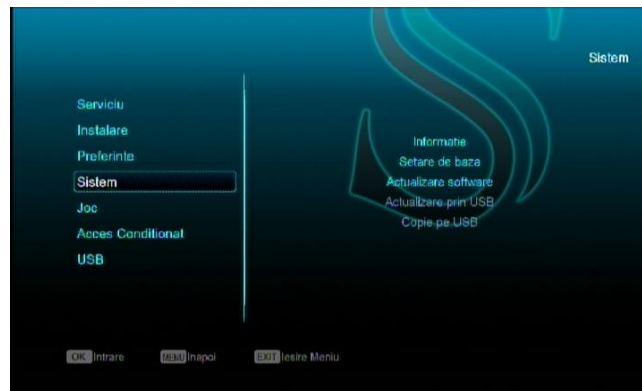 Sistem
Serviciu
Instalare
Preferinte
Sistem
Joc
Acces Conditionat
USB
Informatie
Setare de baza
Actualizare software
Actualizare prin USB
Copie pe USB
OK Intrare MENU Inapoi EXIT Iesire Meniu